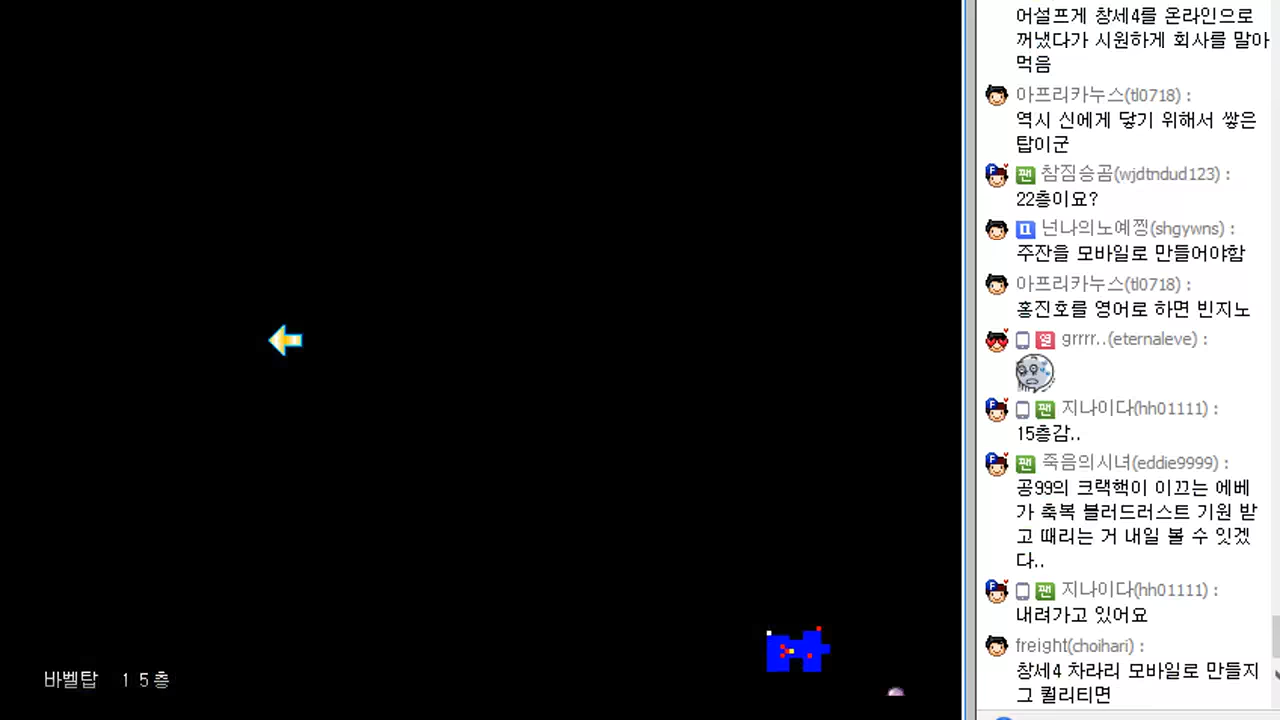 어설프게 창세4를 온라인으로
꺼냈다가 시원하게 회사를 말아
먹음
아프리카누스(tl0718) :
역시 신에게 닿기 위해서 쌓은
탑이군
팬 참짐승곰(wjdtndud123) :
22층이요?
넌나의노예찡(shgywns) :
주잔을 모바일로 만들어야함
아프리카누스(tl0718) :
홍진호를 영어로 하면 빈지노
열 grrrr..(eternaleve) :
팬 지나이다(hh01111) :
15층감..
팬 죽음의시녀(eddie9999) :
공99의 크랙핵이 이끄는 에베
가 축복 블러드러스트 기원 받
고 때리는 거 내일 볼 수 잇겠
다..
팬 지나이다(hh01111) :
내려가고 있어요
freight(choihari) :
창세4 차라리 모바일로 만들지
그 퀄리티면
바벨탑 15층